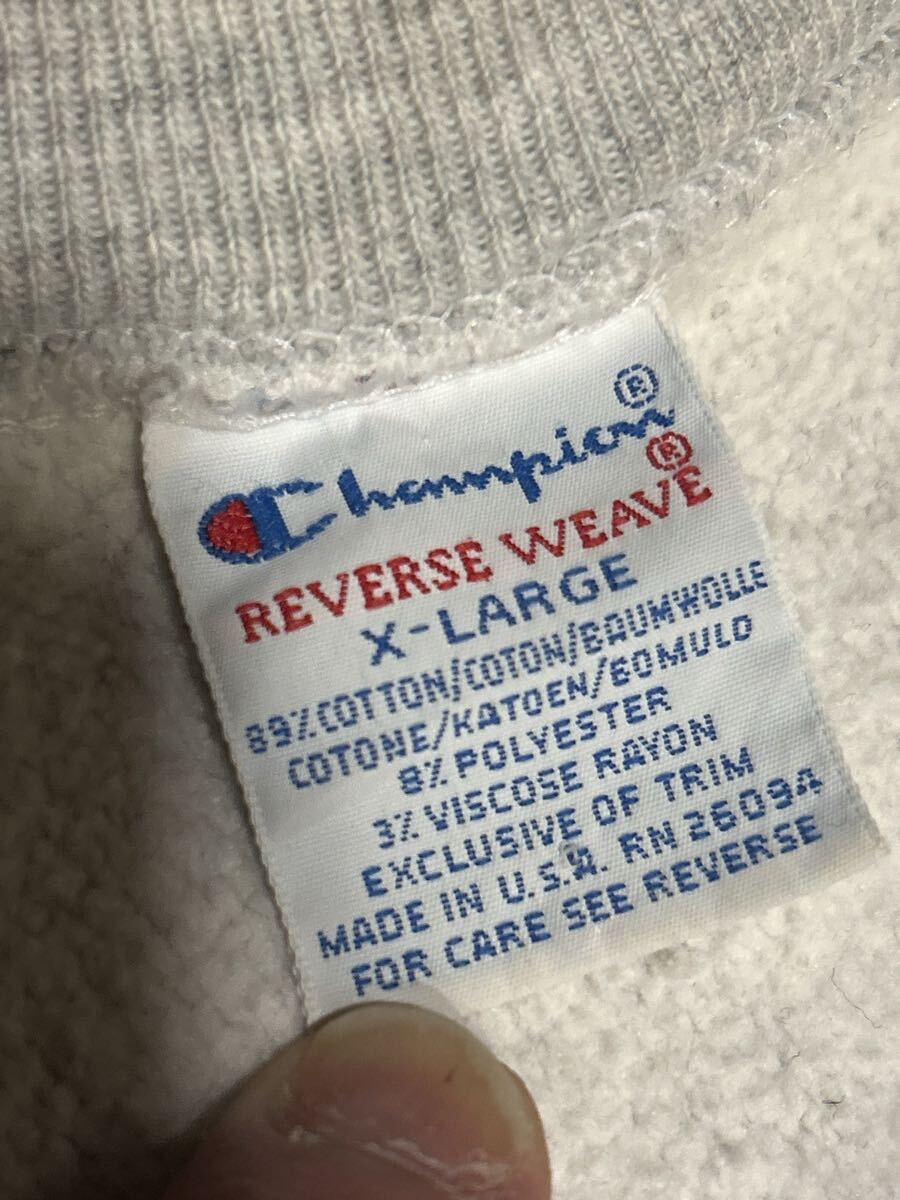 Champion®
REVERSE WEAVE®
X-LARGE
89% COTTON/COTON/BAUMWOLLE
COTONE/KATOEN/BOMULD
8% POLYESTER
3% VISCOSE RAYON
EXCLUSIVE OF TRIM
MADE IN U.S.A. RN 26094
FOR CARE SEE REVERSE